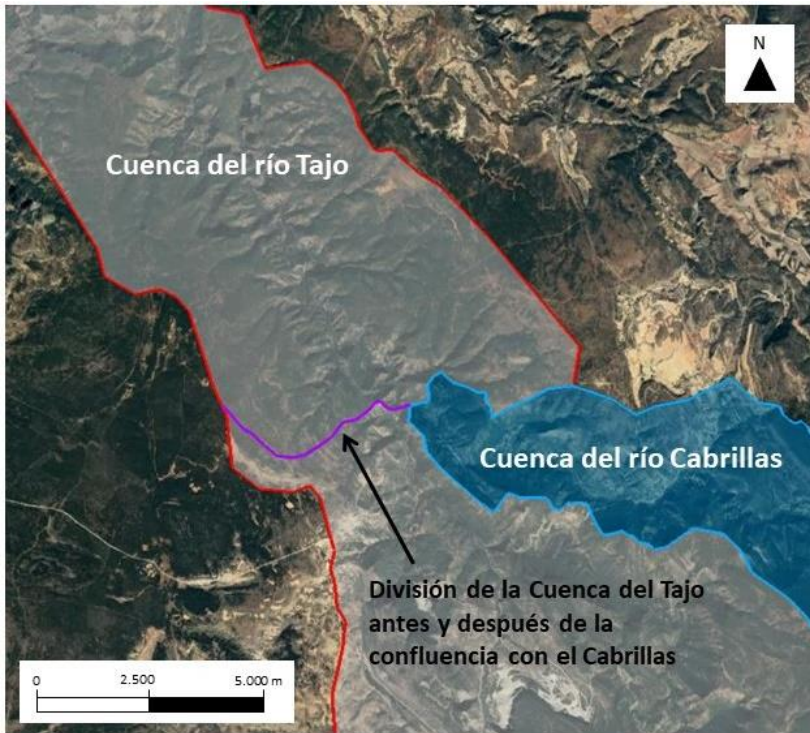 N
Cuenca del río Tajo
Cuenca del río Cabrillas
División de la Cuenca del Tajo
antes y después de la
confluencia con el Cabrillas
0 2.500 5.000 m